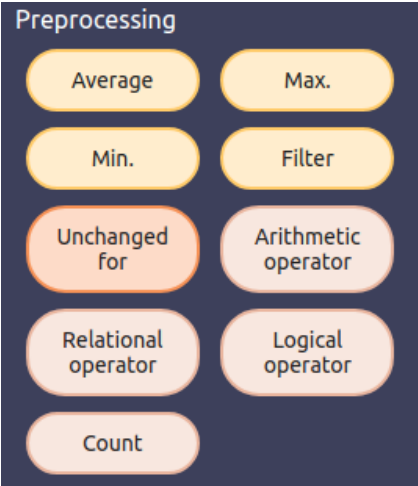 Preprocessing
Average
Max.
Min.
Filter
Unchanged
for
Arithmetic
operator
Relational
operator
Logical
operator
Count